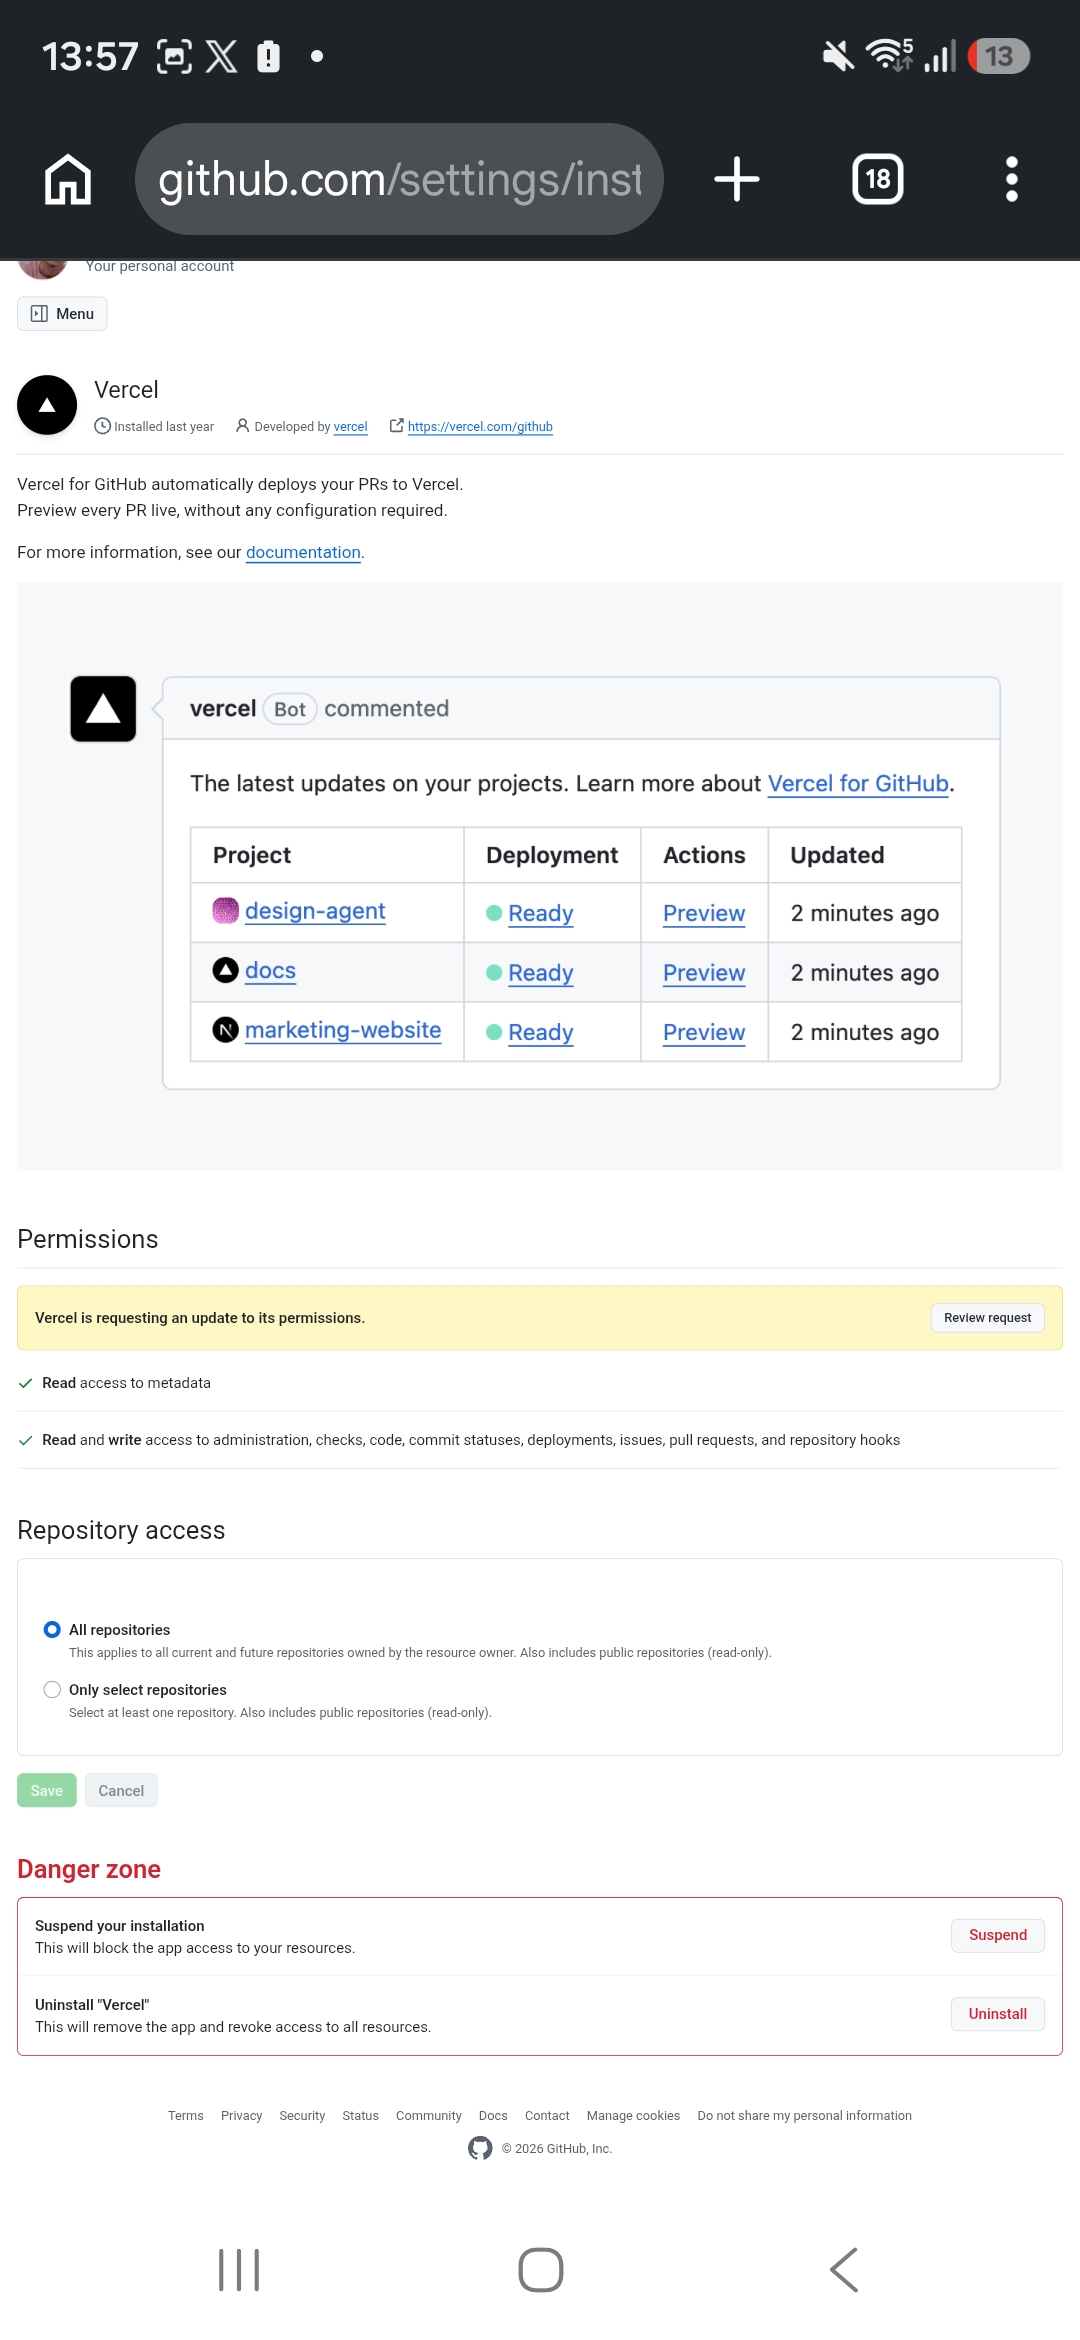 13:57
5
13
github.com/settings/inst
18
Your personal account
Menu
Vercel
Installed last year Developed by vercel https://vercel.com/github
Vercel for GitHub automatically deploys your PRs to Vercel.
Preview every PR live, without any configuration required.
For more information, see our documentation.
vercel Bot commented
The latest updates on your projects. Learn more about Vercel for GitHub.
Project Deployment Actions Updated
design-agent Ready Preview 2 minutes ago
docs Ready Preview 2 minutes ago
N marketing-website Ready Preview 2 minutes ago
Permissions
Vercel is requesting an update to its permissions. Review request
Read access to metadata
Read and write access to administration, checks, code, commit statuses, deployments, issues, pull requests, and repository hooks
Repository access
All repositories
This applies to all current and future repositories owned by the resource owner. Also includes public repositories (read-only).
Only select repositories
Select at least one repository. Also includes public repositories (read-only).
Save Cancel
Danger zone
Suspend your installation
This will block the app access to your resources.
Suspend
Uninstall "Vercel"
This will remove the app and revoke access to all resources.
Uninstall
Terms Privacy Security Status Community Docs Contact Manage cookies Do not share my personal information
© 2026 GitHub, Inc.